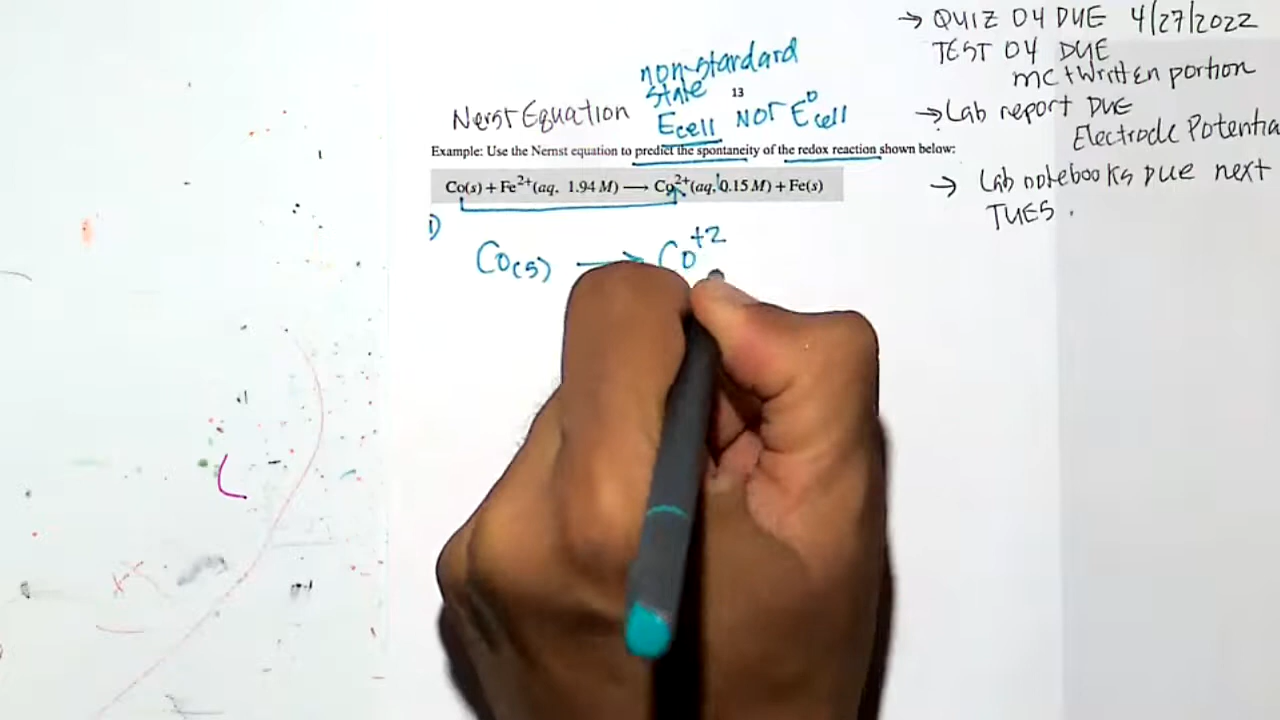 → QUIZ 04 DUE 4/27/2022
TEST 04 DUE
mc + written portion
→ Lab report DUE
Electrode Potentia
→ Lab notebooks DUE next
TUES.
non-standard
state
13
Nerst Equation
Ecell NOT E°cell
Example: Use the Nernst equation to predict the spontaneity of the redox reaction shown below:
Co(s) + Fe²⁺(aq, 1.94 M) ⟶ Co²⁺(aq, 0.15 M) + Fe(s)
1)
Co(s) → Co⁺²